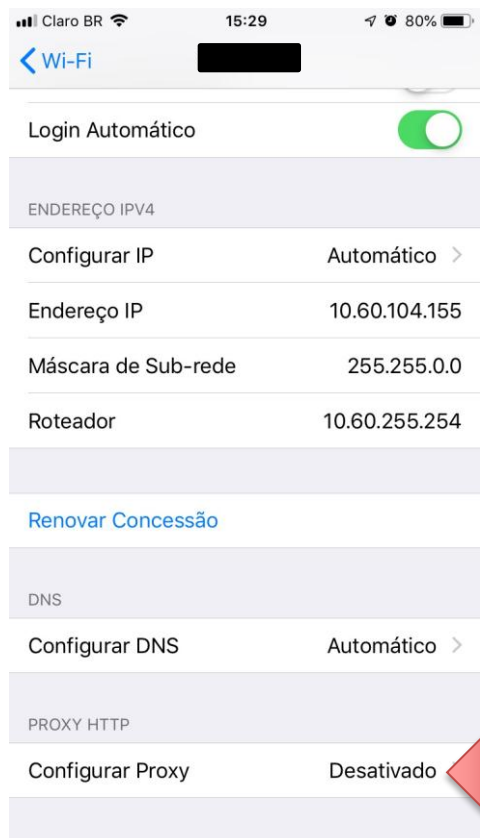 Claro BR 15:29 80%
Wi-Fi
Login Automático
ENDEREÇO IPV4
Configurar IP Automático
Endereço IP 10.60.104.155
Máscara de Sub-rede 255.255.0.0
Roteador 10.60.255.254
Renovar Concessão
DNS
Configurar DNS Automático
PROXY HTTP
Configurar Proxy Desativado